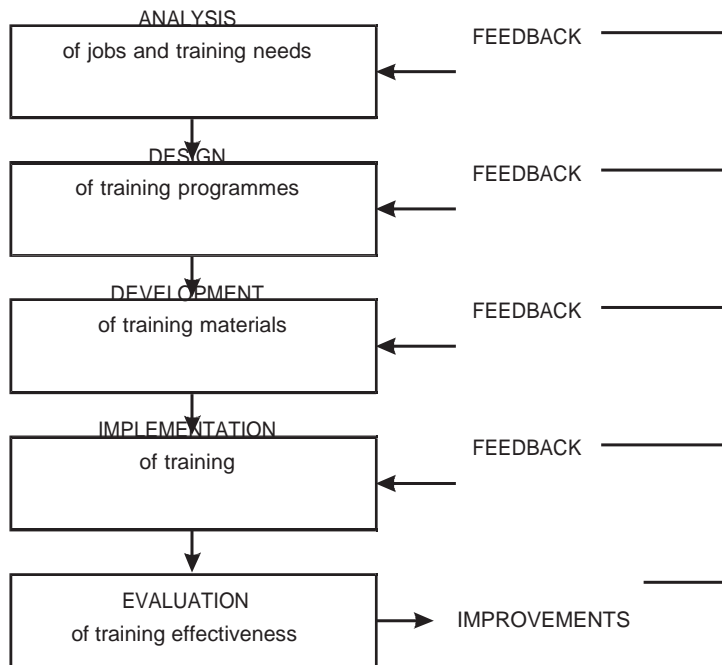 ANALYSIS
of jobs and training needs
FEEDBACK
DESIGN
of training programmes
FEEDBACK
DEVELOPMENT
of training materials
FEEDBACK
IMPLEMENTATION
of training
FEEDBACK
EVALUATION
of training effectiveness
IMPROVEMENTS